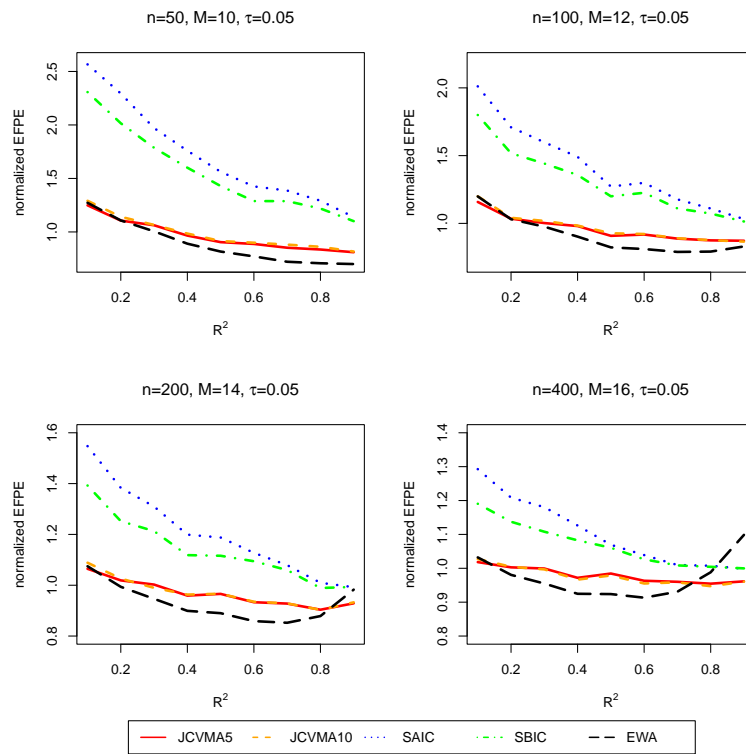 n=50, M=10, τ=0.05
normalized EFPE
1.0
1.5
2.0
2.5
0.2
0.4
0.6
0.8
R²
n=100, M=12, τ=0.05
normalized EFPE
1.0
1.5
2.0
0.2
0.4
0.6
0.8
R²
n=200, M=14, τ=0.05
normalized EFPE
0.8
1.0
1.2
1.4
1.6
0.2
0.4
0.6
0.8
R²
n=400, M=16, τ=0.05
normalized EFPE
0.8
0.9
1.0
1.1
1.2
1.3
1.4
0.2
0.4
0.6
0.8
R²
JCVMA5 JCVMA10 SAIC SBIC EWA